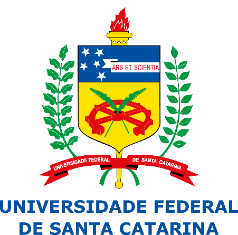 ARS ET SCIENTIA
UNIVERSIDADE FEDERAL DE SANTA CATARINA
UNIVERSIDADE FEDERAL
DE SANTA CATARINA